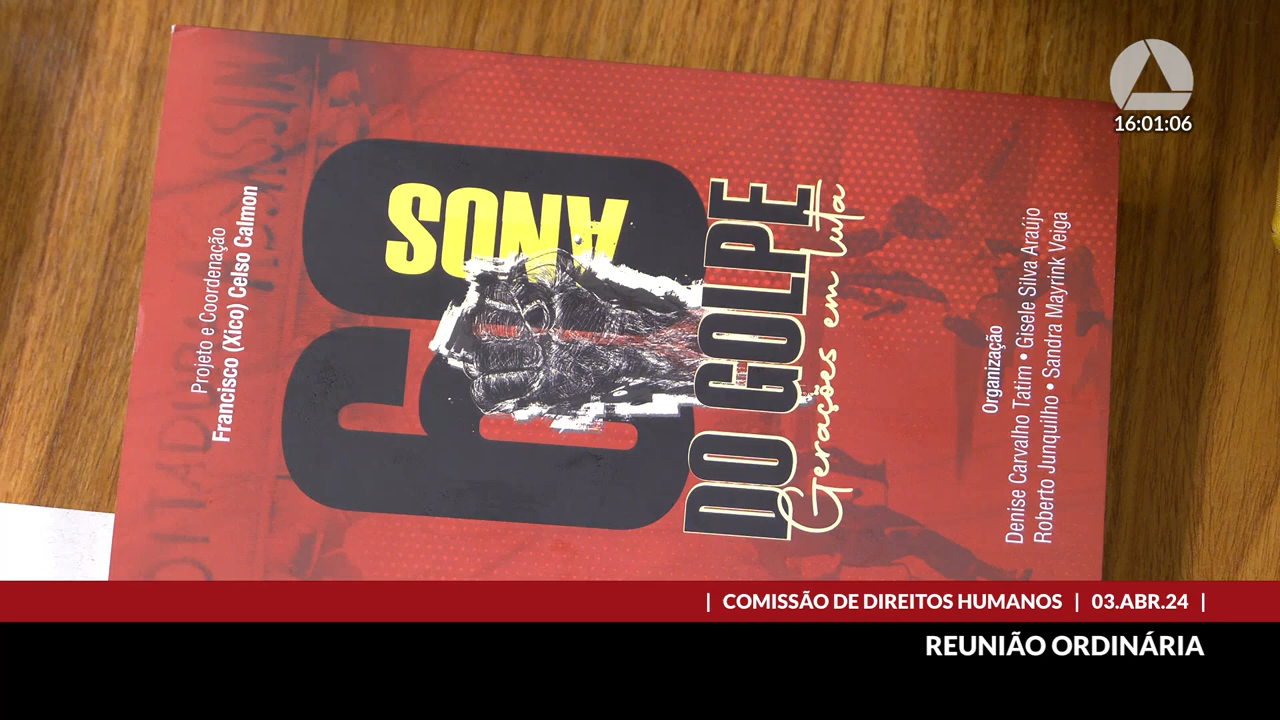 16:01:06
Projeto e Coordenação
Francisco (Xico) Celso Calmon
60
ANOS
DO GOLPE
Gerações em luta
Organização
Denise Carvalho Tatim • Gisele Silva Araújo
Roberto Junquilho • Sandra Mayrink Veiga
| COMISSÃO DE DIREITOS HUMANOS | 03.ABR.24 |
REUNIÃO ORDINÁRIA